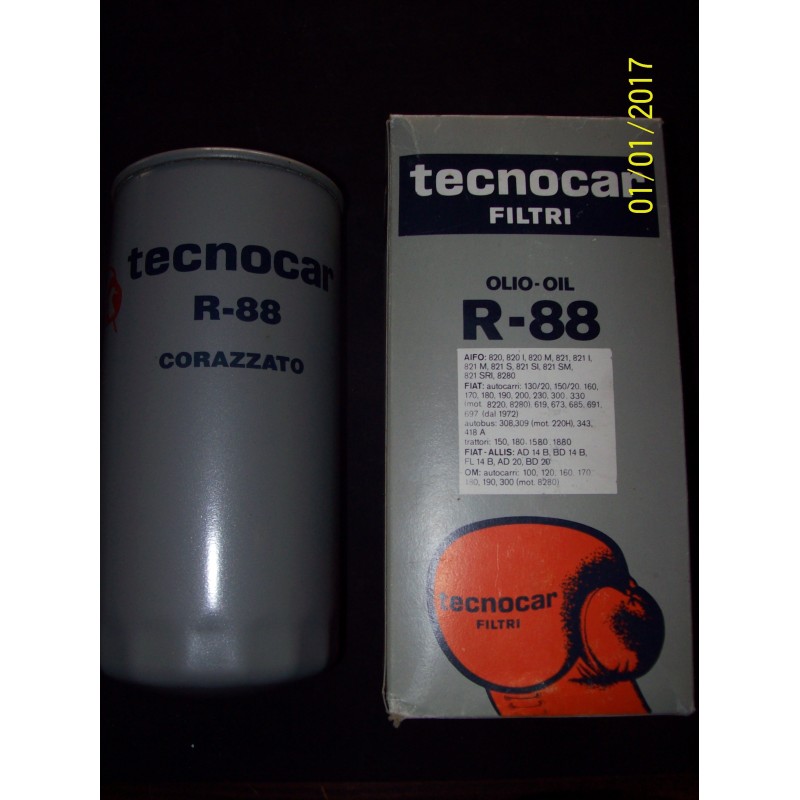 tecnocar
R-88
CORAZZATO
tecnocar
FILTRI
OLIO-OIL
R-88
AIFO: 820, 820 I, 820 M, 821, 821 I,
821 M, 821 S, 821 SI, 821 SM,
821 SRI, 8280
FIAT: autocarri: 130/20, 150/20, 160,
170, 180, 190, 200, 230, 300, 330
(mot. 8220, 8280), 619, 673, 685, 691,
697 (dal 1972)
autobus: 308,309 (mot. 220H), 343,
418 A
trattori: 150, 180, 1580, 1880
FIAT-ALLIS: AD 14 B, BD 14 B,
FL 14 B, AD 20, BD 20
OM: autocarri: 100, 120, 160, 170
180, 190, 300 (mot. 8280)
tecnocar
FILTRI
01/01/2017